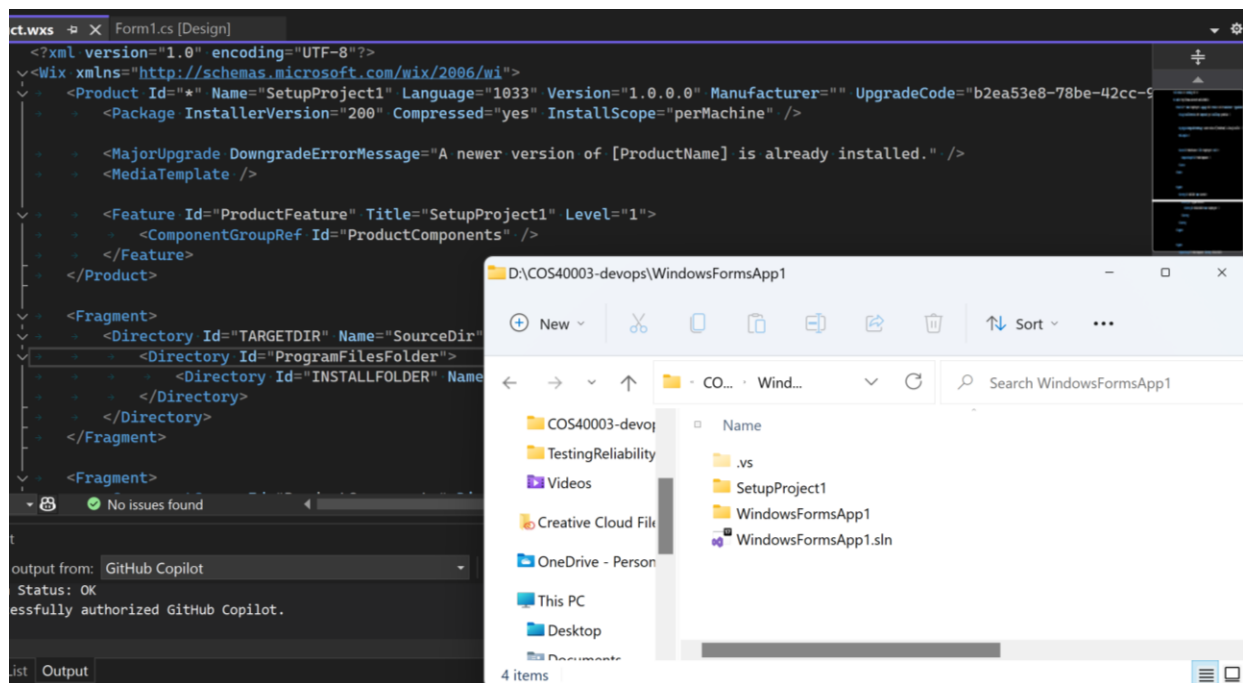 ct.wxs Form1.cs [Design]
<?xml version="1.0" encoding="UTF-8"?>
<Wix xmlns="http://schemas.microsoft.com/wix/2006/wi">
<Product Id="*" Name="SetupProject1" Language="1033" Version="1.0.0.0" Manufacturer="" UpgradeCode="b2ea53e8-78be-42cc-9
<Package InstallerVersion="200" Compressed="yes" InstallScope="perMachine" />
<MajorUpgrade DowngradeErrorMessage="A newer version of [ProductName] is already installed." />
<MediaTemplate />
<Feature Id="ProductFeature" Title="SetupProject1" Level="1">
<ComponentGroupRef Id="ProductComponents" />
</Feature>
</Product>
<Fragment>
<Directory Id="TARGETDIR" Name="SourceDir"
<Directory Id="ProgramFilesFolder">
<Directory Id="INSTALLFOLDER" Name
</Directory>
</Directory>
</Fragment>
<Fragment>
No issues found
output from: GitHub Copilot
Status: OK
essfully authorized GitHub Copilot.
List Output
D:\COS40003-devops\WindowsFormsApp1
New Sort
CO... Wind... Search WindowsFormsApp1
COS40003-devop
TestingReliability
Videos
Creative Cloud File
OneDrive - Person
This PC
Desktop
Documents
Name
.vs
SetupProject1
WindowsFormsApp1
WindowsFormsApp1.sln
4 items